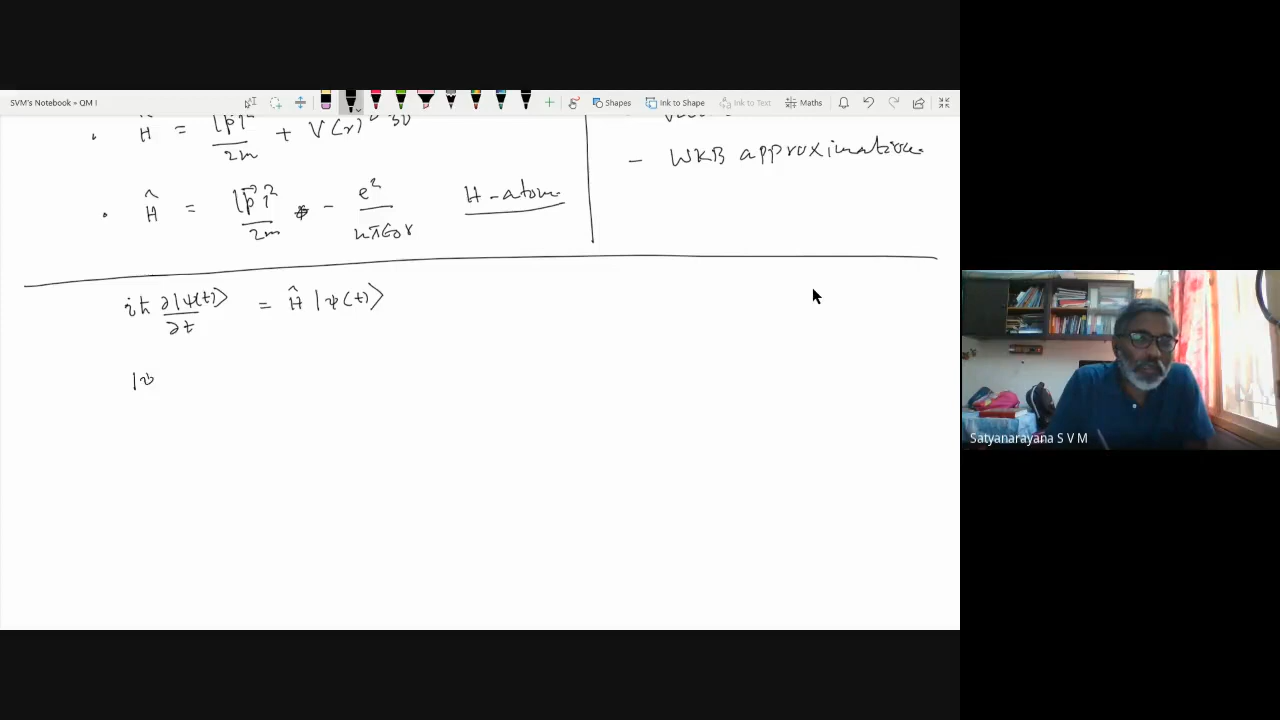 SVM's Notebook » QM I
Shapes
Ink to Shape
Ink to Text
Maths
· Ĥ = |p⃗|²/2m + V(r) 3D
– WKB approximation
· Ĥ = |p⃗|²/2m - e²/4πε₀r H-atom
iħ ∂|ψ(t)⟩/∂t = Ĥ |ψ(t)⟩
|ψ
Satyanarayana S V M